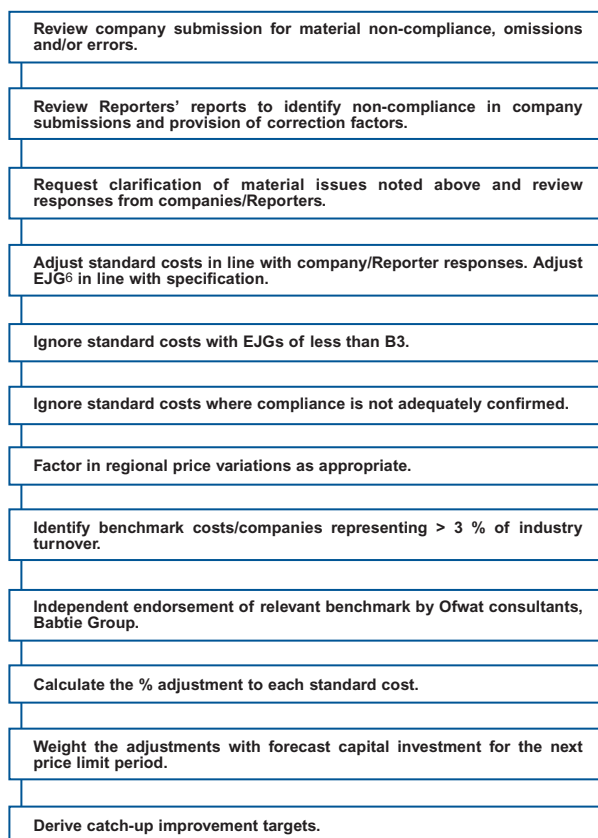 Review company submission for material non-compliance, omissions
and/or errors.
Review Reporters' reports to identify non-compliance in company
submissions and provision of correction factors.
Request clarification of material issues noted above and review
responses from companies/Reporters.
Adjust standard costs in line with company/Reporter responses. Adjust
EJG6 in line with specification.
Ignore standard costs with EJGs of less than B3.
Ignore standard costs where compliance is not adequately confirmed.
Factor in regional price variations as appropriate.
Identify benchmark costs/companies representing > 3 % of industry
turnover.
Independent endorsement of relevant benchmark by Ofwat consultants,
Babtie Group.
Calculate the % adjustment to each standard cost.
Weight the adjustments with forecast capital investment for the next
price limit period.
Derive catch-up improvement targets.